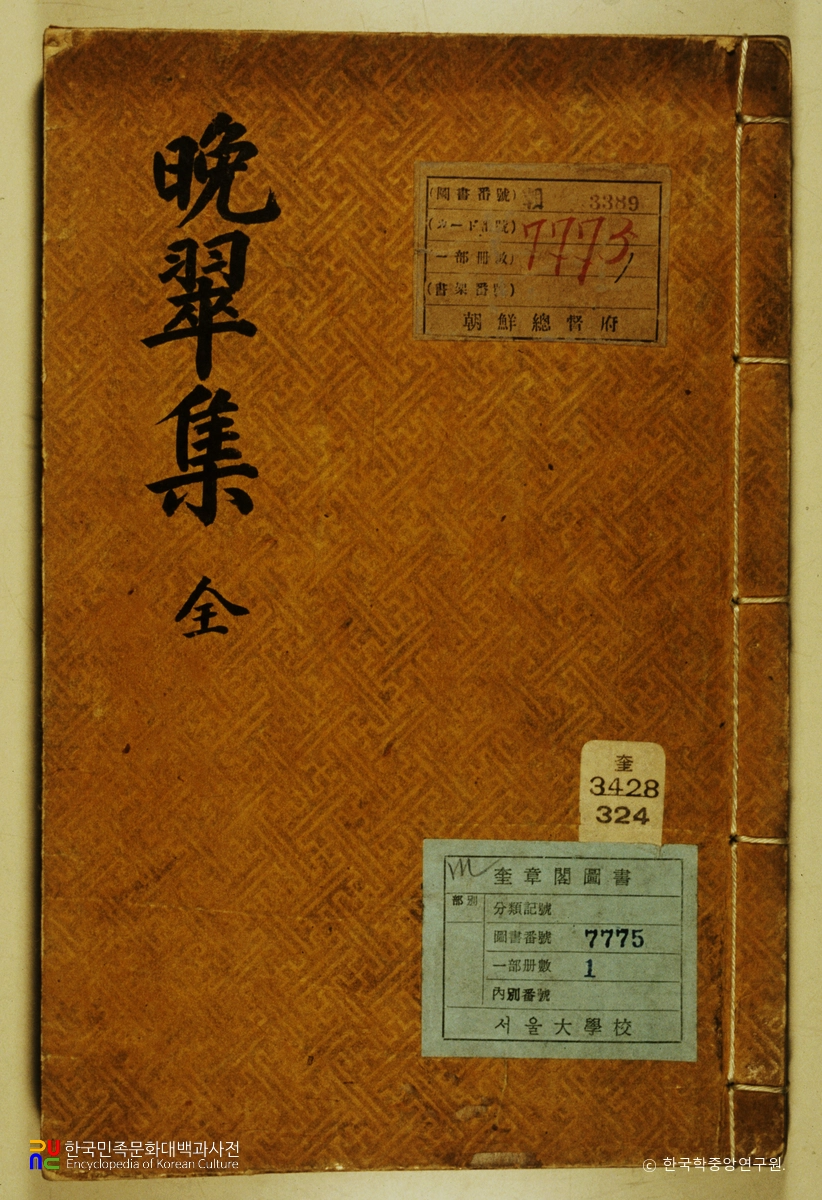 晩翠集 全
(圖書番號) 朝 3389
(一部冊數) 1
(書架番號)
7775
朝鮮總督府
奎
3428
324
奎章閣圖書
部別
分類記號
圖書番號 7775
一部册數 1
內別番號
서울大學校
한국민족문화대백과사전
Encyclopedia of Korean Culture
© 한국학중앙연구원